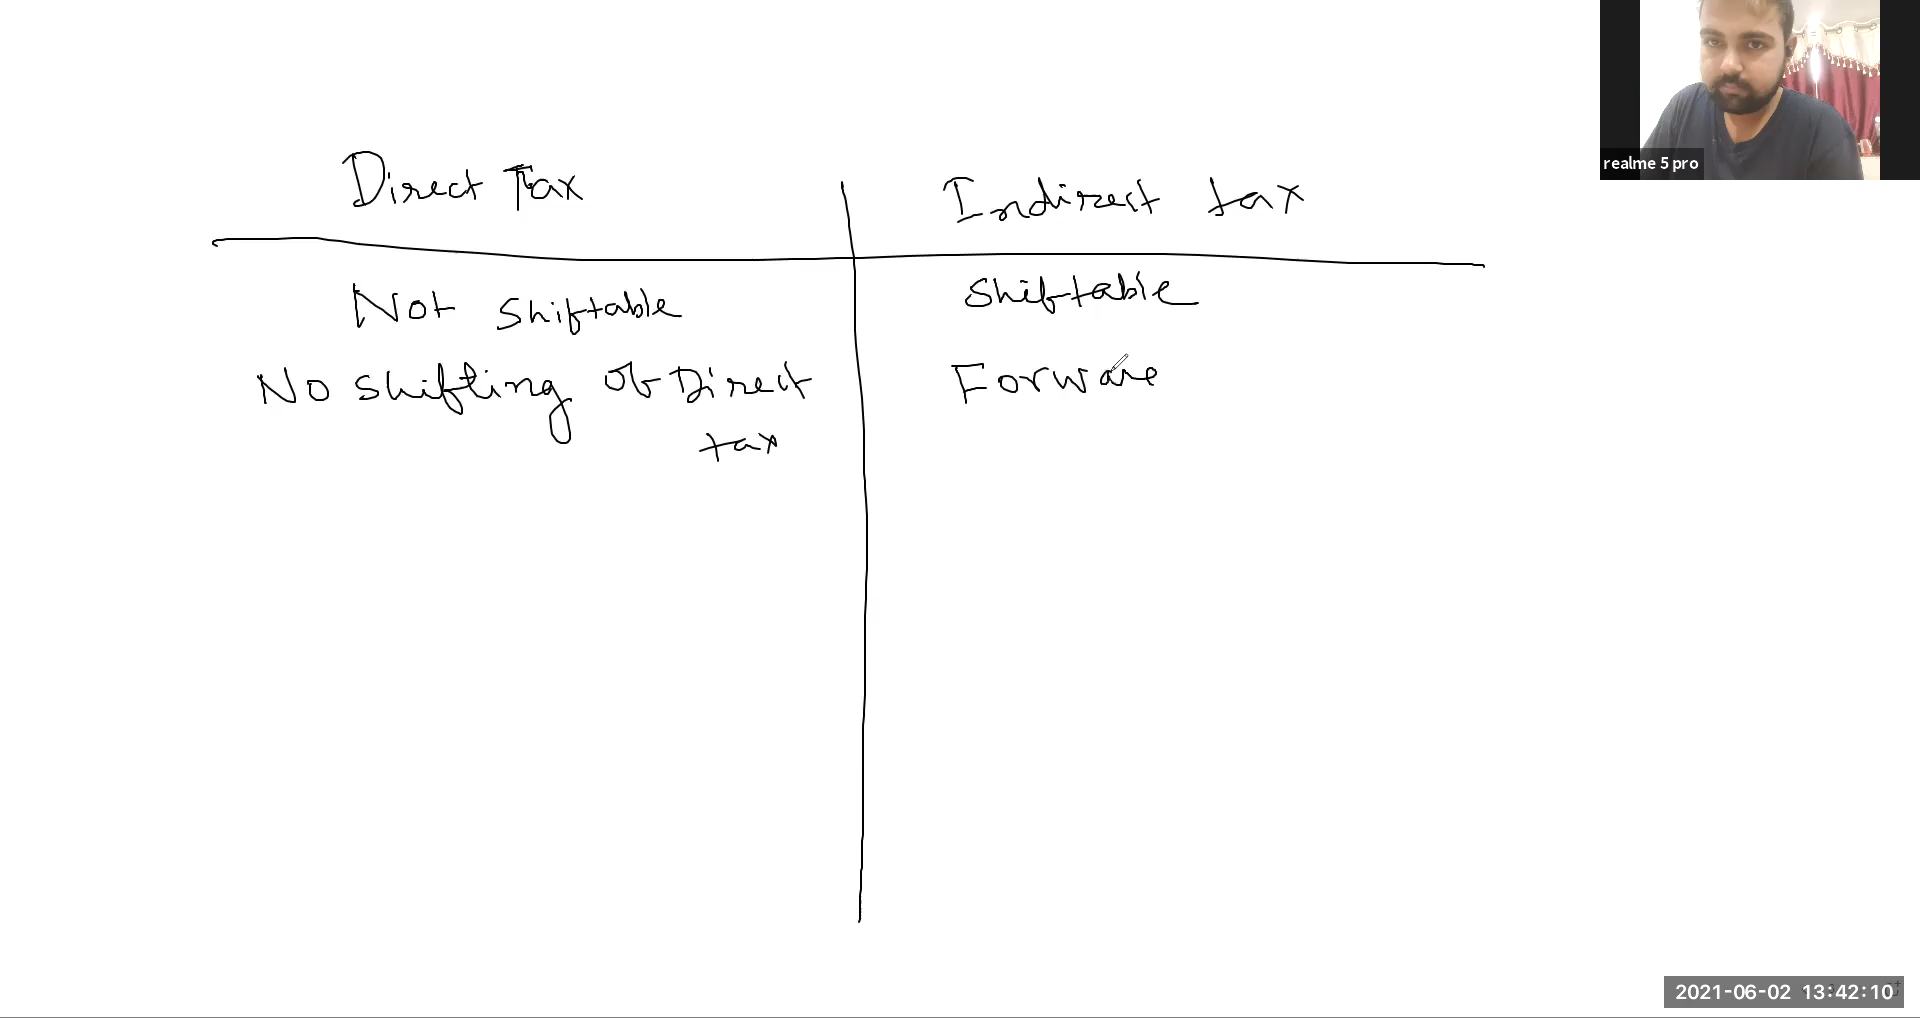 Direct Tax
Indirect tax
Not Shiftable
Shiftable
No shifting of Direct
tax
Forware
realme 5 pro
2021-06-02 13:42:10